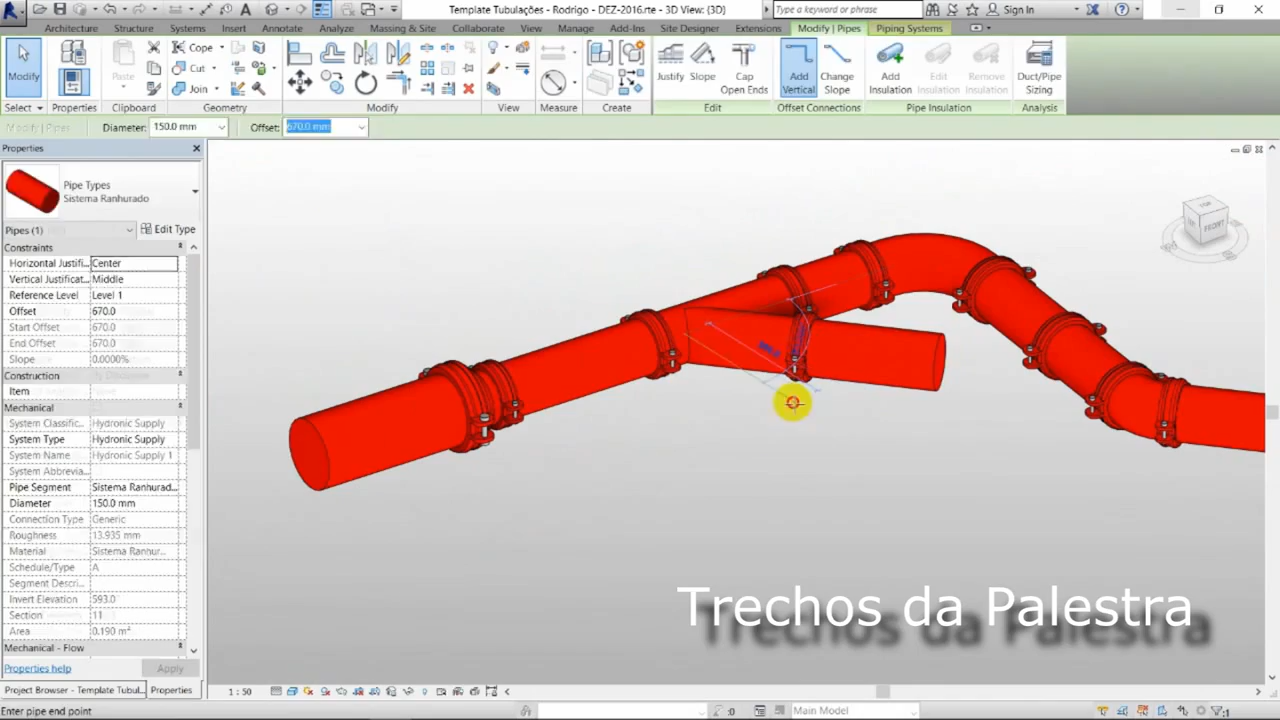 Template Tubulações - Rodrigo - DEZ-2016.rte - 3D View: {3D}
Type a keyword or phrase
Sign In
Architecture Structure Systems Insert Annotate Analyze Massing & Site Collaborate View Manage Add-Ins Site Designer Extensions Modify | Pipes Piping Systems
Modify Paste Cope Cut Join Justify Slope Cap Open Ends Add Vertical Change Slope Add Insulation Edit Insulation Remove Insulation Duct/Pipe Sizing
Select Properties Clipboard Geometry Modify View Measure Create Edit Offset Connections Pipe Insulation Analysis
Modify | Pipes Diameter: 150.0 mm Offset: 670.0 mm
Properties
Pipe Types
Sistema Ranhurado
Pipes (1) Edit Type
Constraints
Horizontal Justifi... Center
Vertical Justificat... Middle
Reference Level Level 1
Offset 670.0
Start Offset 670.0
End Offset 670.0
Slope 0.0000%
Construction
Item
Mechanical
System Classific... Hydronic Supply
System Type Hydronic Supply
System Name Hydronic Supply 1
System Abbrevia...
Pipe Segment Sistema Ranhurad...
Diameter 150.0 mm
Connection Type Generic
Roughness 13.935 mm
Material Sistema Ranhur...
Schedule/Type A
Segment Descri...
Invert Elevation 593.0
Section 11
Area 0.190 m²
Mechanical - Flow
Properties help Apply
Project Browser - Template Tubul... Properties
1 : 50
Enter pipe end point
:0
Main Model
:1
TOP
FRONT
Trechos da Palestra